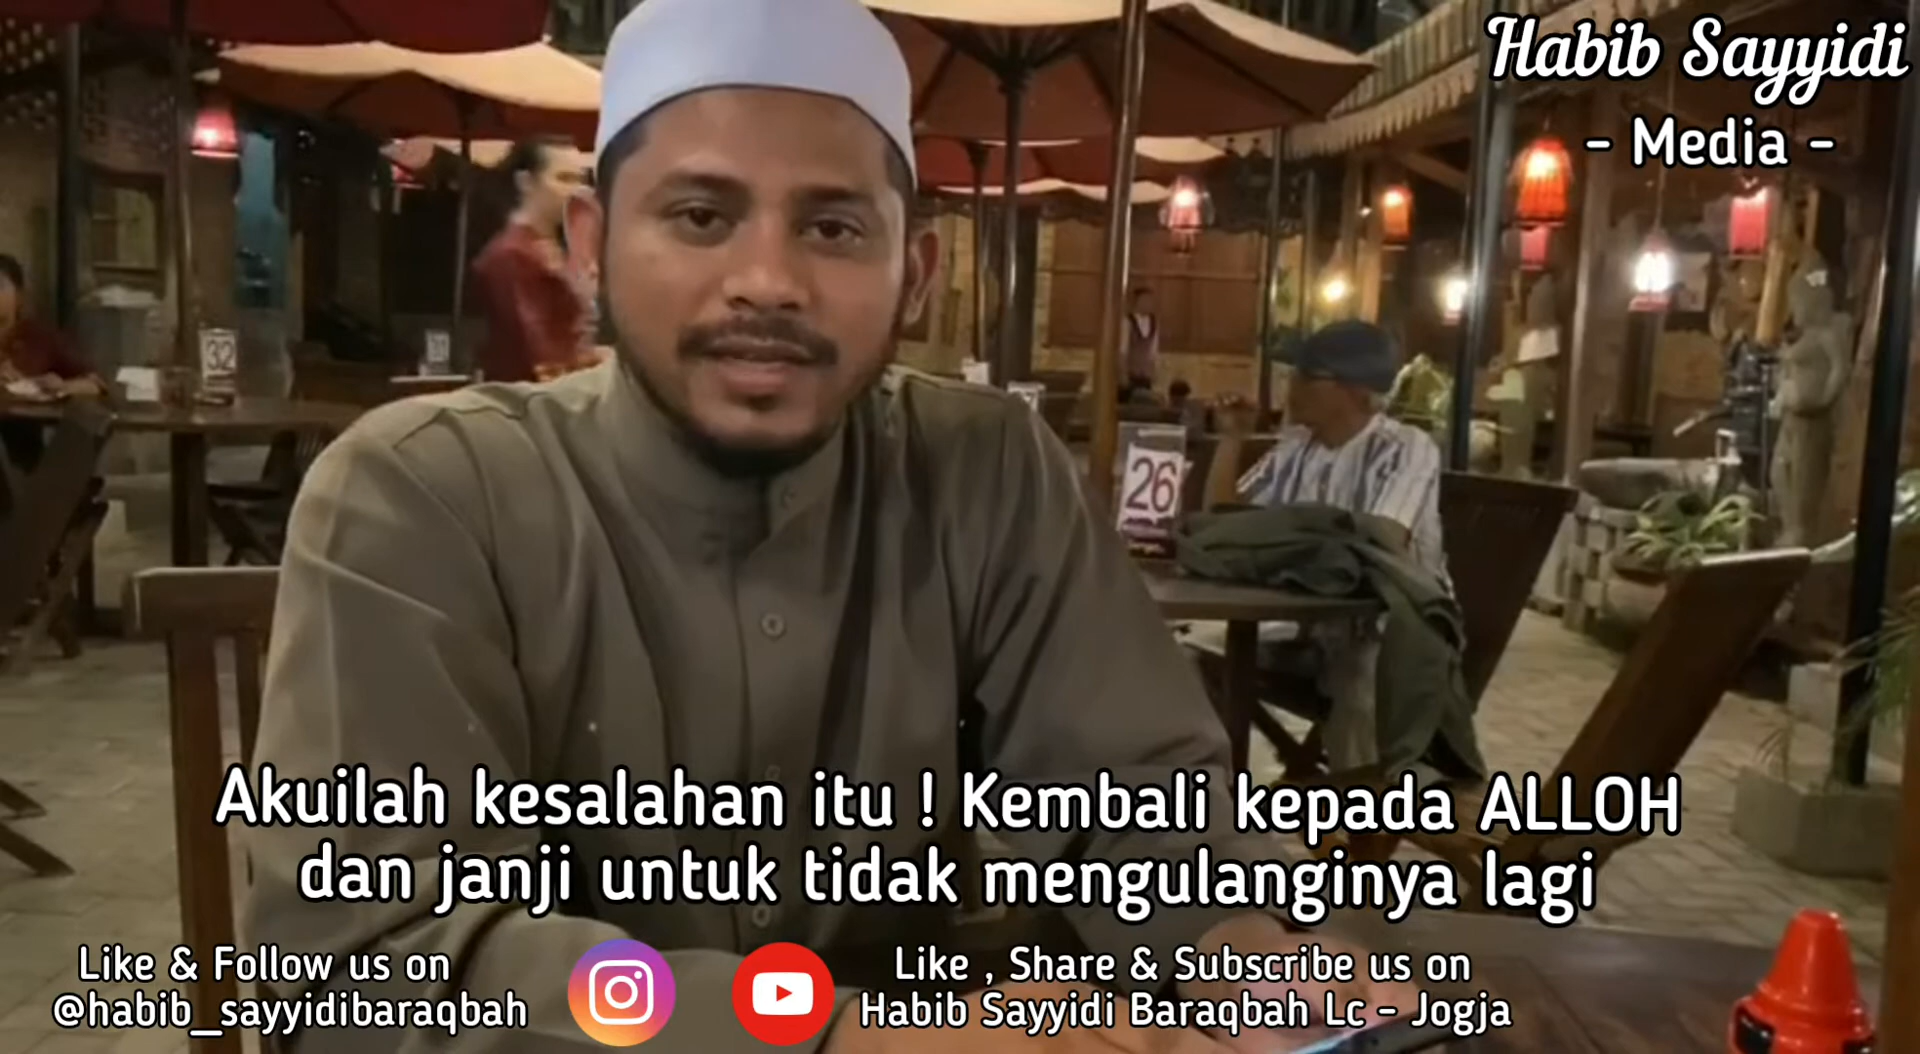 Habib Sayyidi
- Media -
32
26
Akuilah kesalahan itu ! Kembali kepada ALLOH
dan janji untuk tidak mengulanginya lagi
Like & Follow us on
@habib_sayyidibaraqbah
Like , Share & Subscribe us on
Habib Sayyidi Baraqbah Lc - Jogja